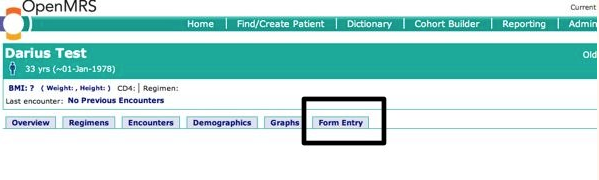 OpenMRS
Current
Home | Find/Create Patient | Dictionary | Cohort Builder | Reporting | Admin
Darius Test
Old
33 yrs (~01-Jan-1978)
BMI: ? ( Weight: , Height: ) CD4: | Regimen:
Last encounter: No Previous Encounters
Overview Regimens Encounters Demographics Graphs Form Entry